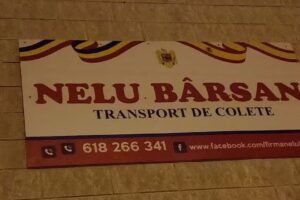 NELU BÂRSAN
TRANSPORT DE COLETE
618 266 341 www.facebook.com/firmanelu